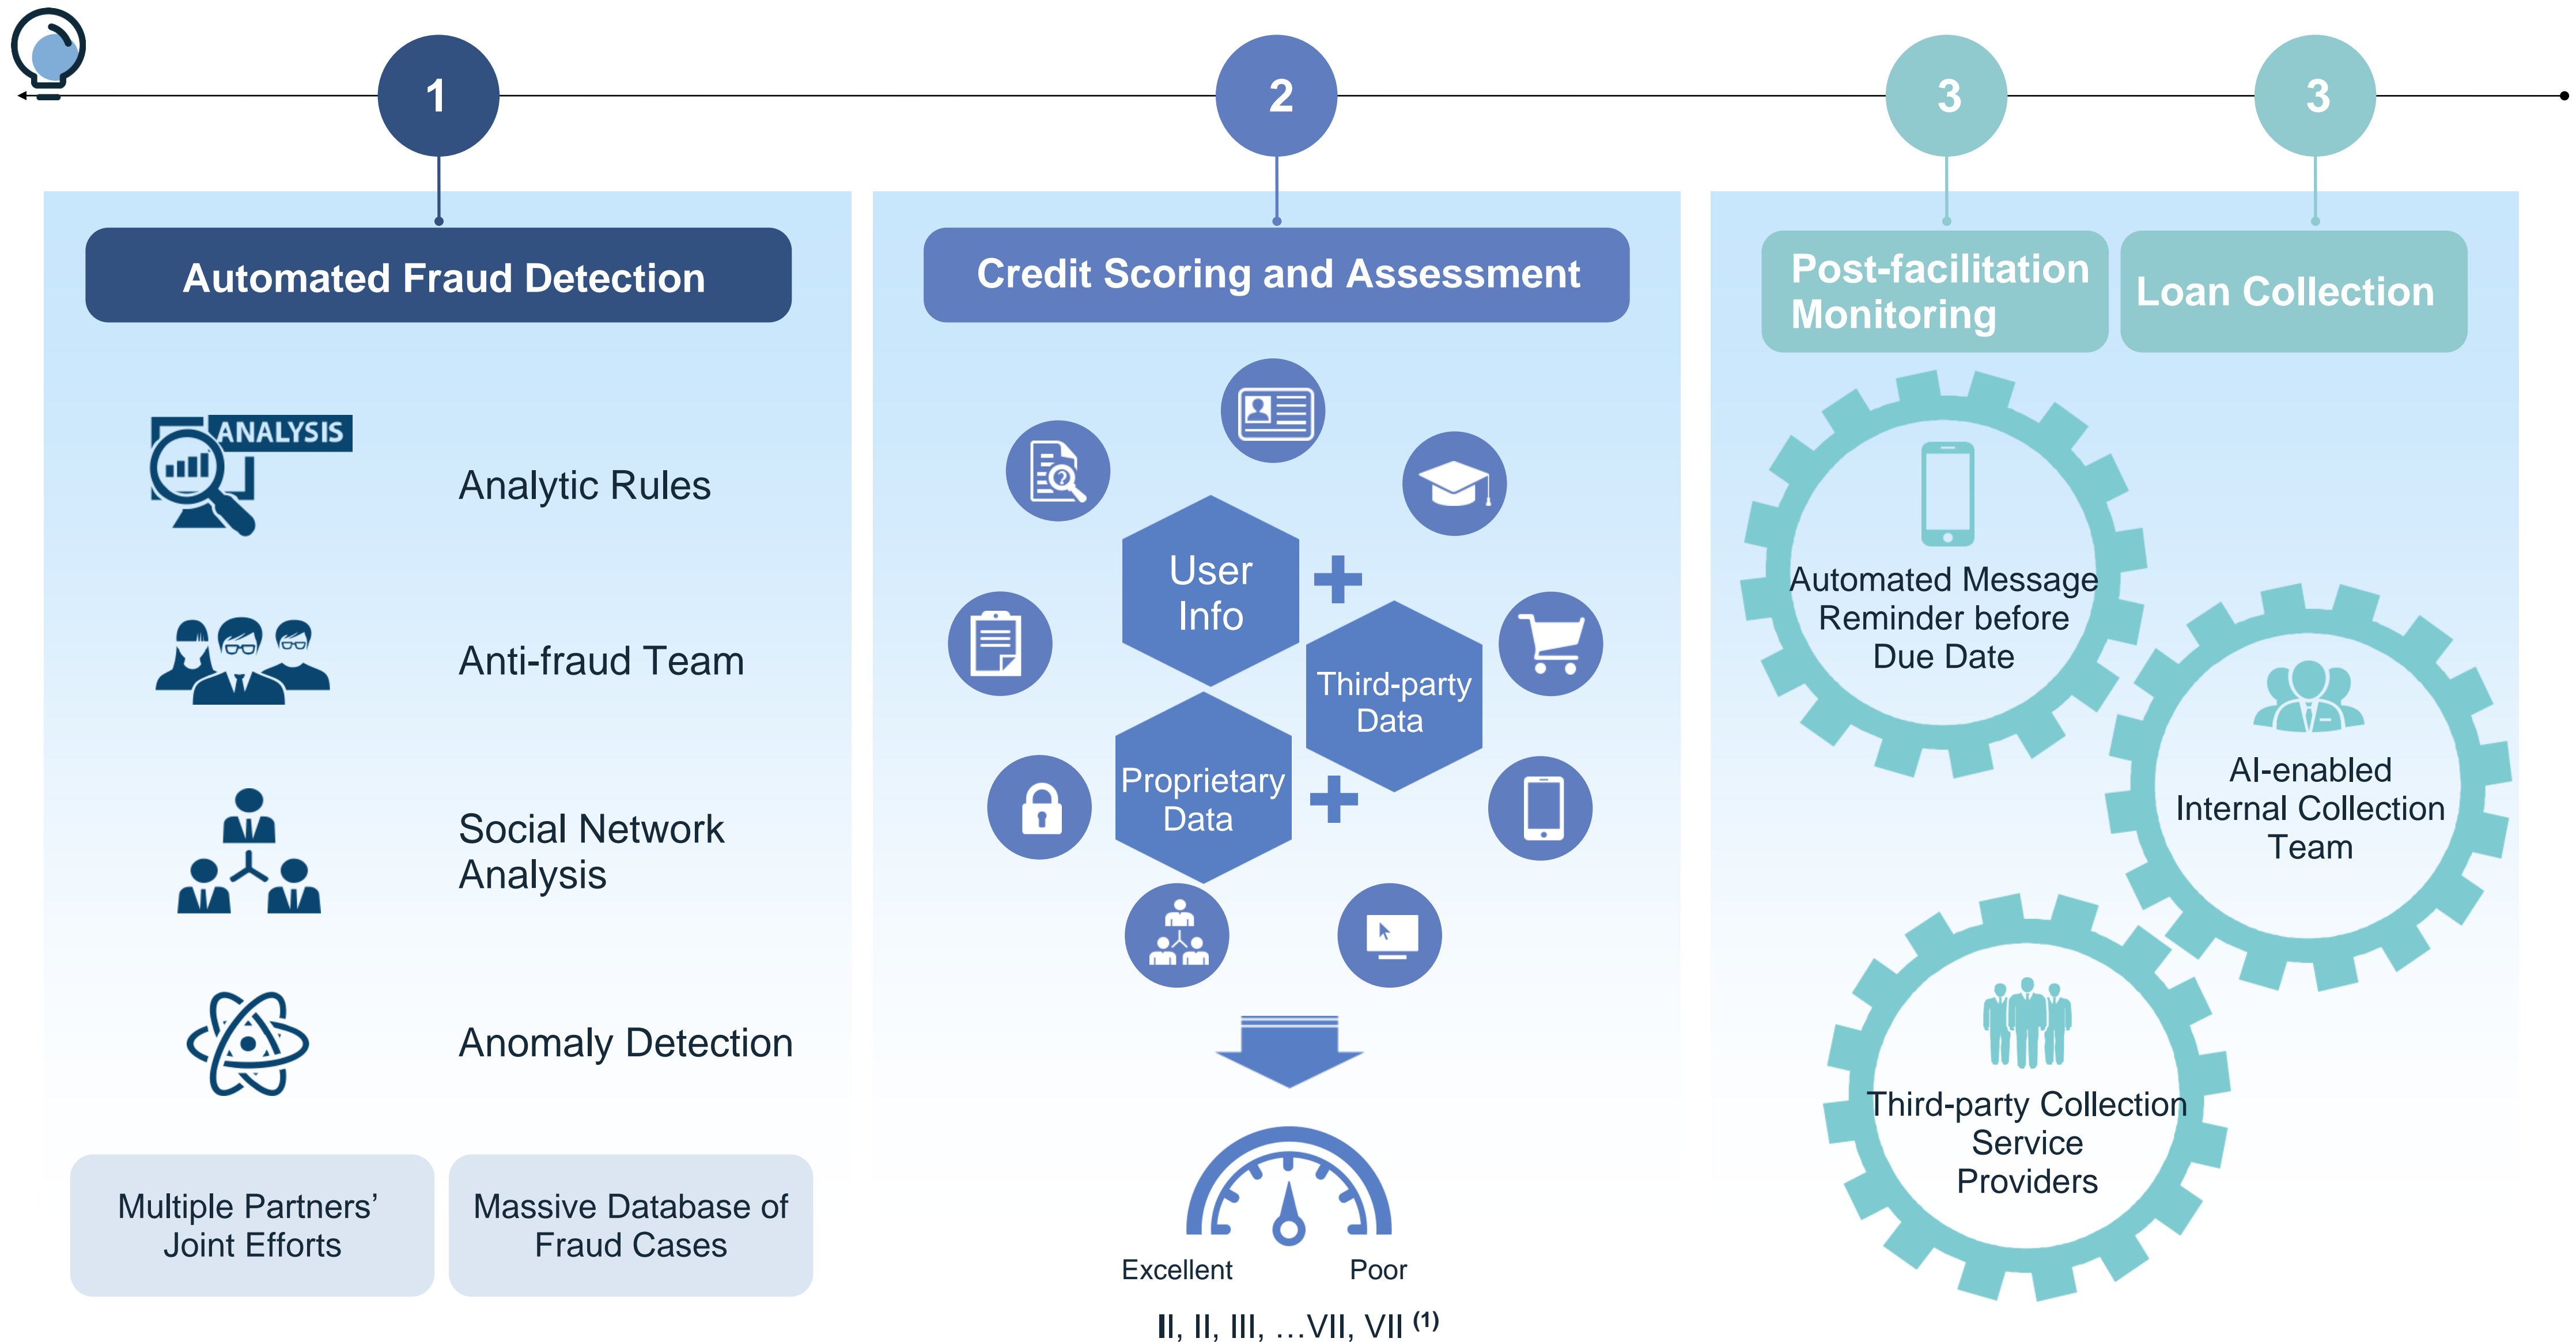 1
2
3
3
Automated Fraud Detection
ANALYSIS
Analytic Rules
Anti-fraud Team
Social Network
Analysis
Anomaly Detection
Multiple Partners’
Joint Efforts
Massive Database of
Fraud Cases
Credit Scoring and Assessment
?
User
Info
Third-party
Data
Proprietary
Data
Excellent
Poor
II, II, III, …VII, VII (1)
Post-facilitation
Monitoring
Loan Collection
Automated Message
Reminder before
Due Date
AI-enabled
Internal Collection
Team
Third-party Collection
Service
Providers